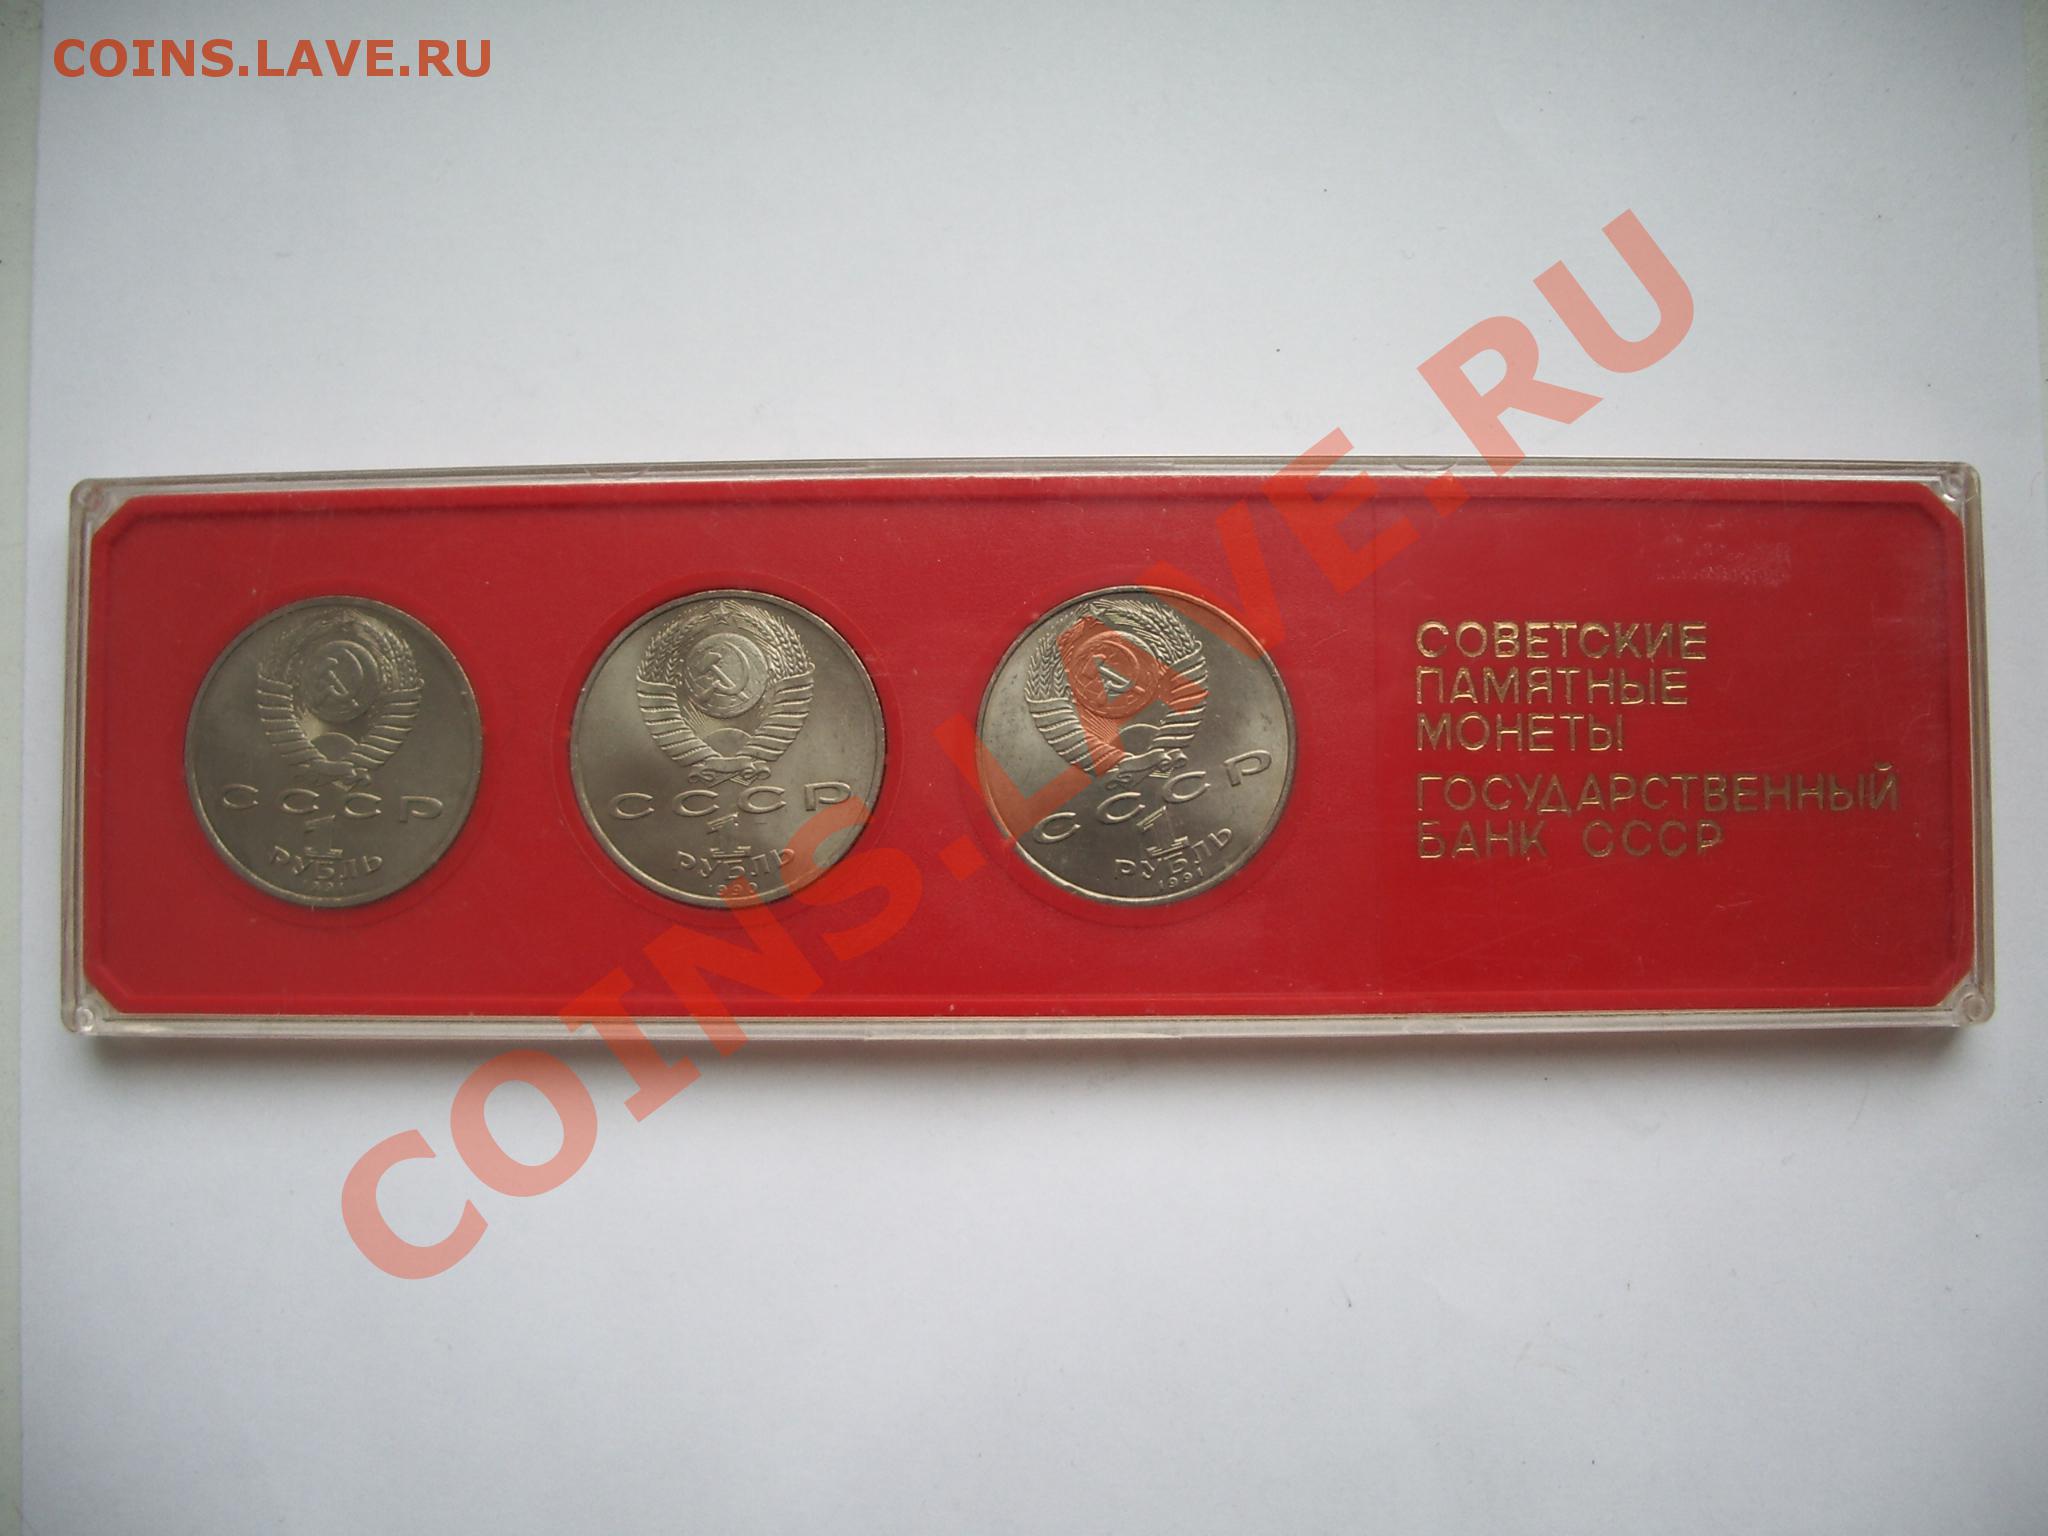 COINS.LAVE.RU
COINS.LAVE.RU
СССР
1
РУБЛЬ
1991
СССР
1
РУБЛЬ
1990
СССР
1
РУБЛЬ
1991
СОВЕТСКИЕ
ПАМЯТНЫЕ
МОНЕТЫ
ГОСУДАРСТВЕННЫЙ
БАНК СССР